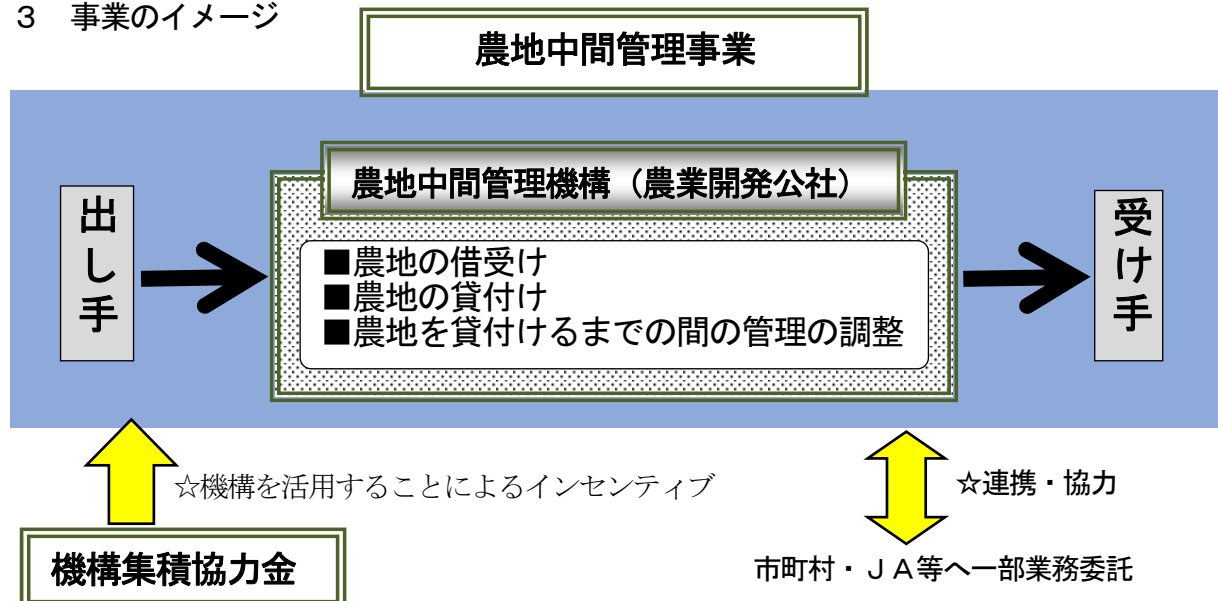 ３　事業のイメージ
農地中間管理事業
農地中間管理機構（農業開発公社）
出し手
■農地の借受け
■農地の貸付け
■農地を貸付けるまでの間の管理の調整
受け手
☆機構を活用することによるインセンティブ
☆連携・協力
機構集積協力金
市町村・ＪＡ等へ一部業務委託